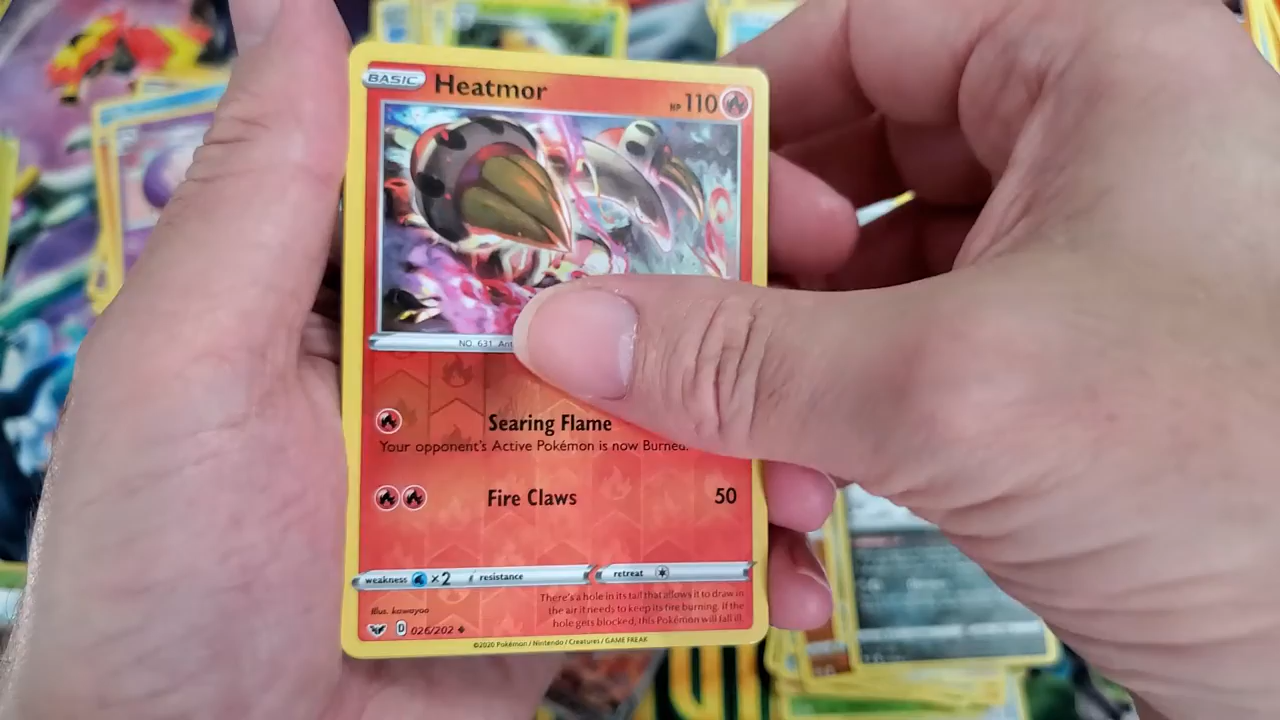 BASIC Heatmor HP 110
NO. 631 Ant
Searing Flame
Your opponent's Active Pokémon is now Burned.
Fire Claws 50
weakness ×2 resistance retreat
Illus. kawayoo
There's a hole in its tail that allows it to draw in
the air it needs to keep its fire burning. If the
hole gets blocked, this Pokémon will fall ill.
D 026/202
©2020 Pokémon / Nintendo / Creatures / GAME FREAK